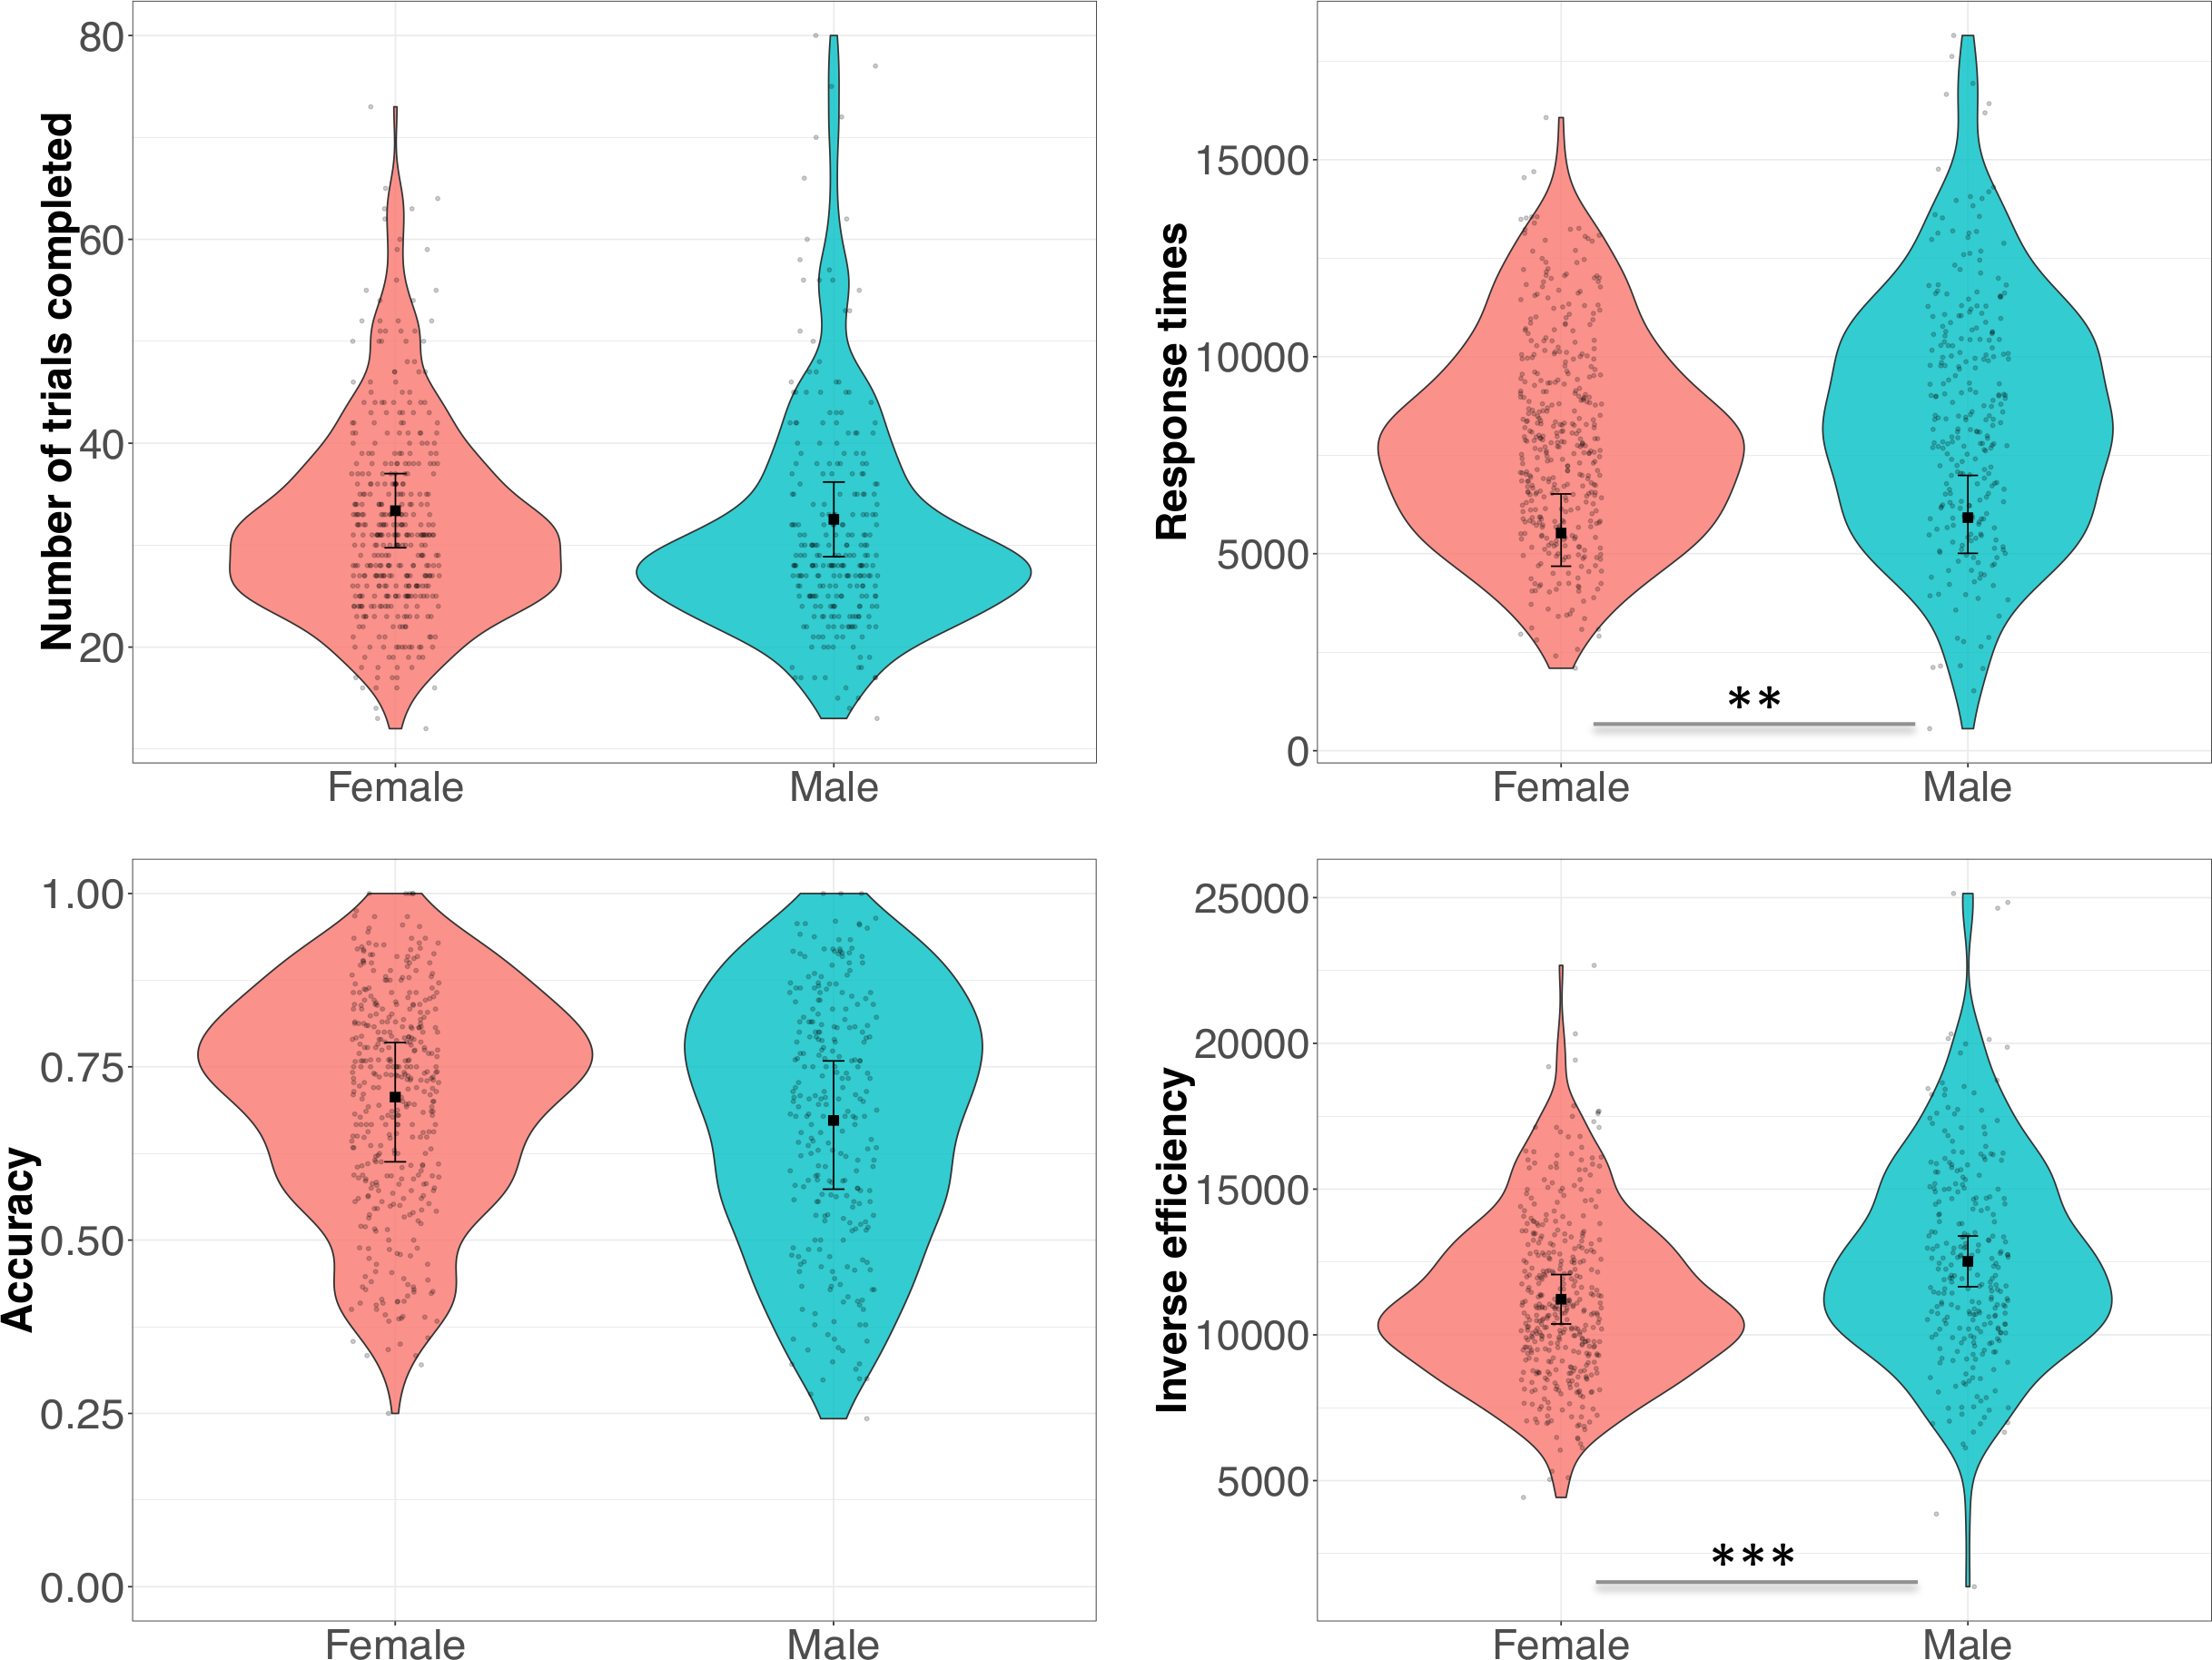 Number of trials completed
80
60
40
20
Female Male
Response times
15000
10000
5000
0
**
Female Male
Accuracy
1.00
0.75
0.50
0.25
0.00
Female Male
Inverse efficiency
25000
20000
15000
10000
5000
***
Female Male